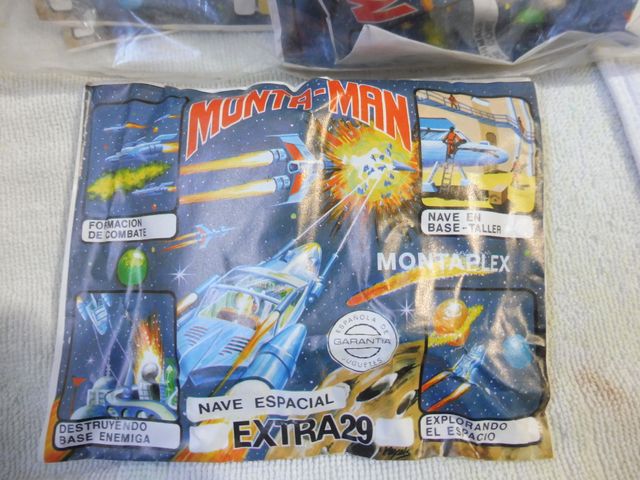 MUNTA-MAN
FORMACION
DE COMBATE
NAVE EN
BASE-TALLER
MONTAPLEX
ESPAÑOLA DE
GARANTIA
JUGUETES
DESTRUYENDO
BASE ENEMIGA
NAVE ESPACIAL
EXTRA29
EXPLORANDO
EL ESPACIO